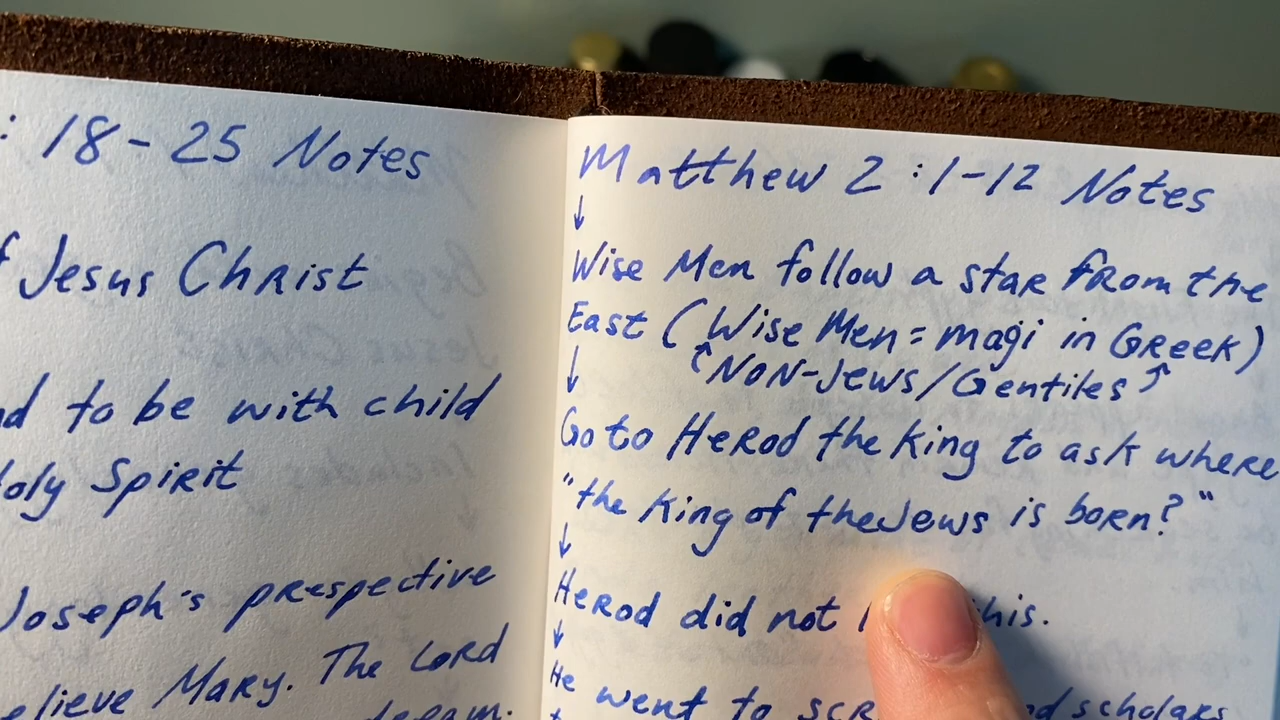 : 18-25 Notes
Jesus Christ
to be with child
Holy Spirit
Joseph's prespective
believe Mary. The Lord
dream.
Matthew 2:1-12 Notes
↓
Wise Men follow a star from the
East (Wise Men = magi in Greek)
↓ Non-Jews/Gentiles
Go to Herod the King to ask where
"the King of the Jews is born?"
↓
Herod did not this.
↓
He went to scholars